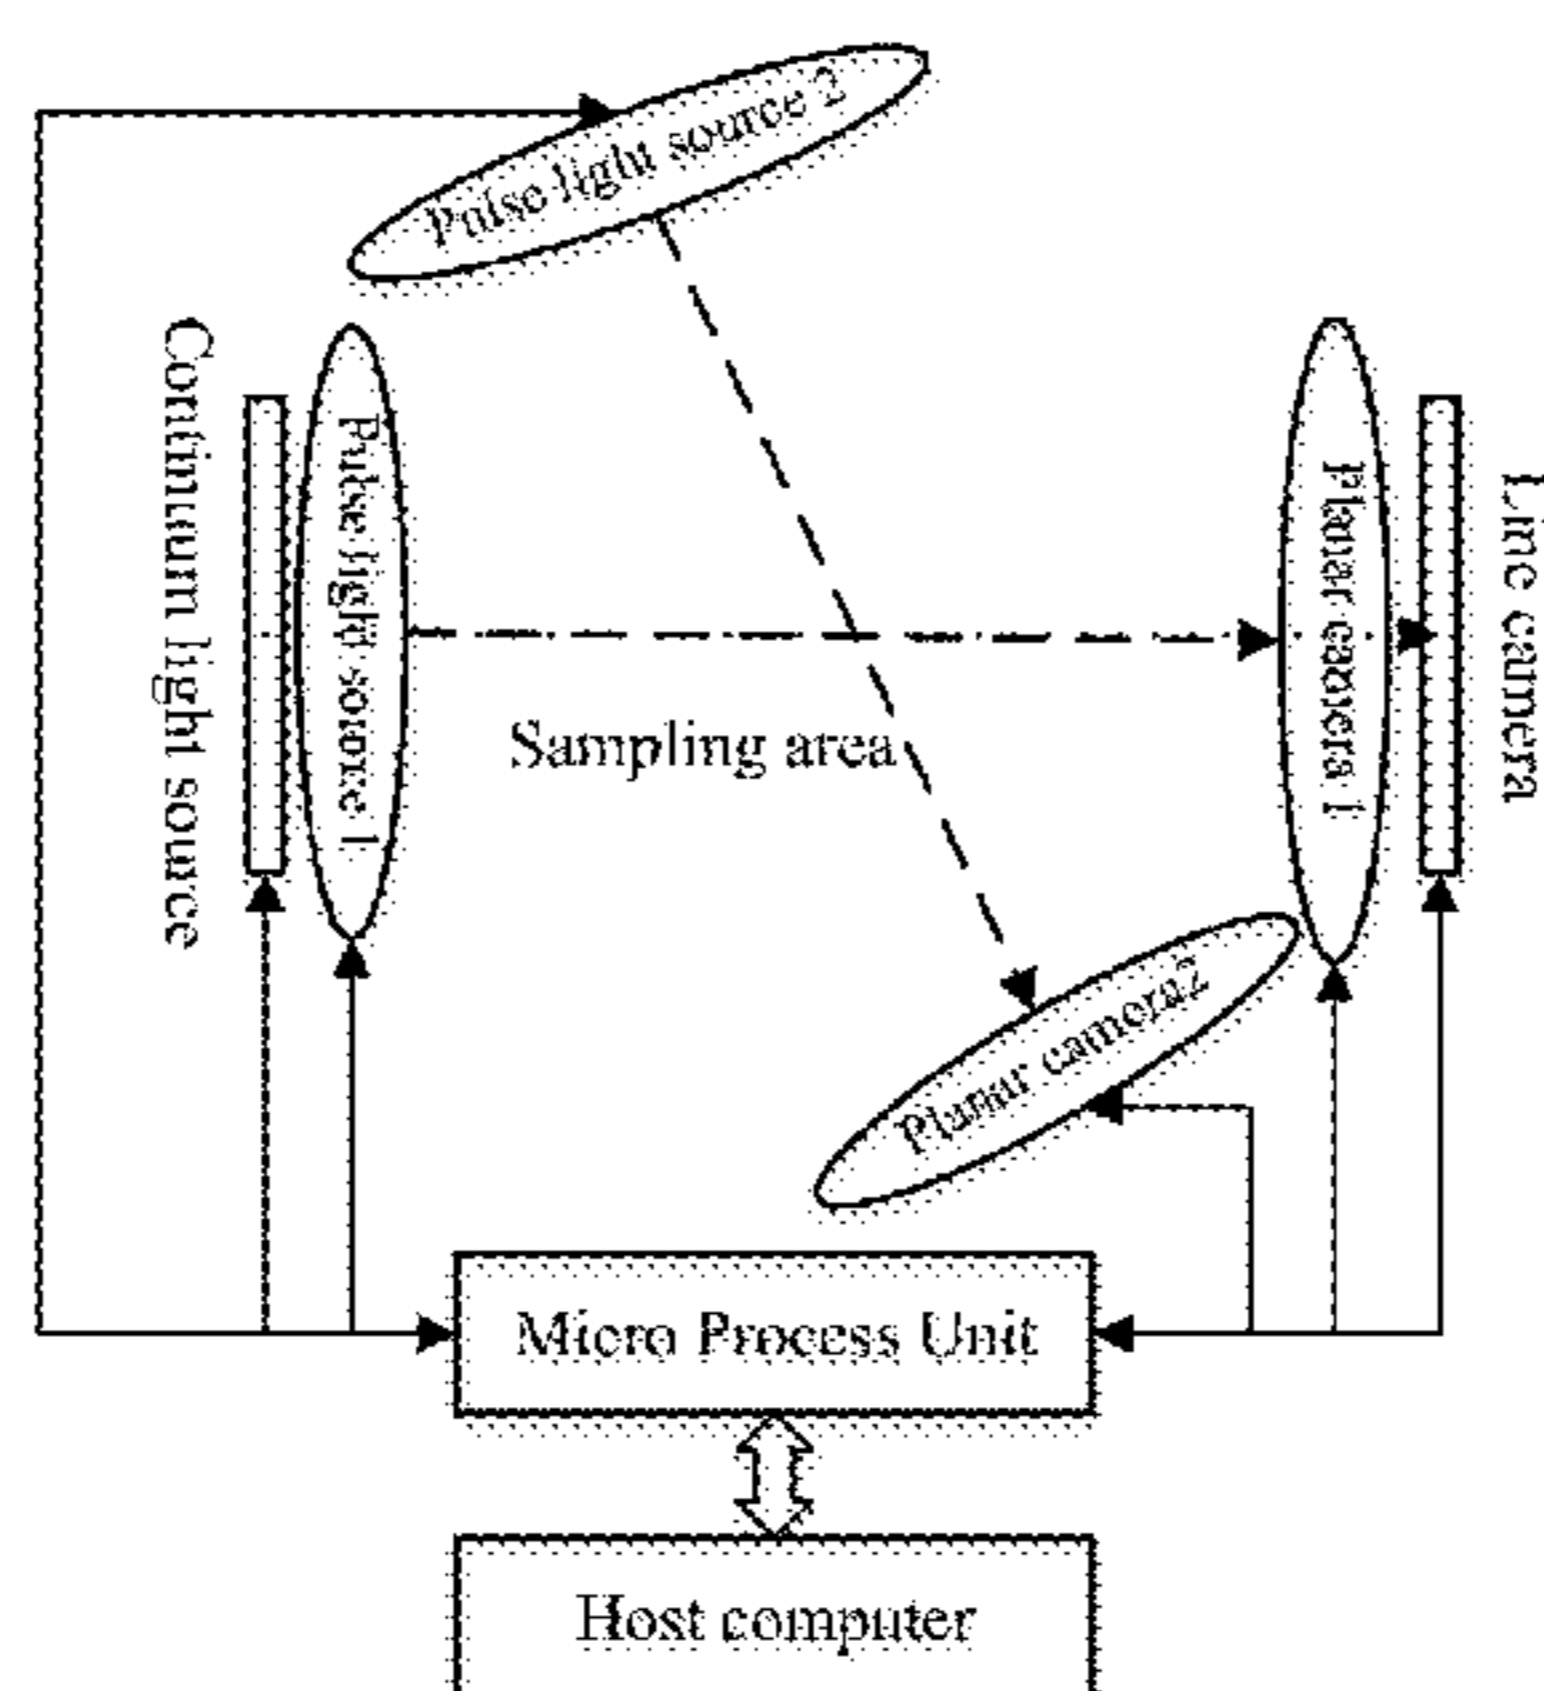 Pulse light source 2
Continuum light source
Pulse light source 1
Planar camera 1
Line camera
Sampling area
Planar camera2
Micro Process Unit
Host computer